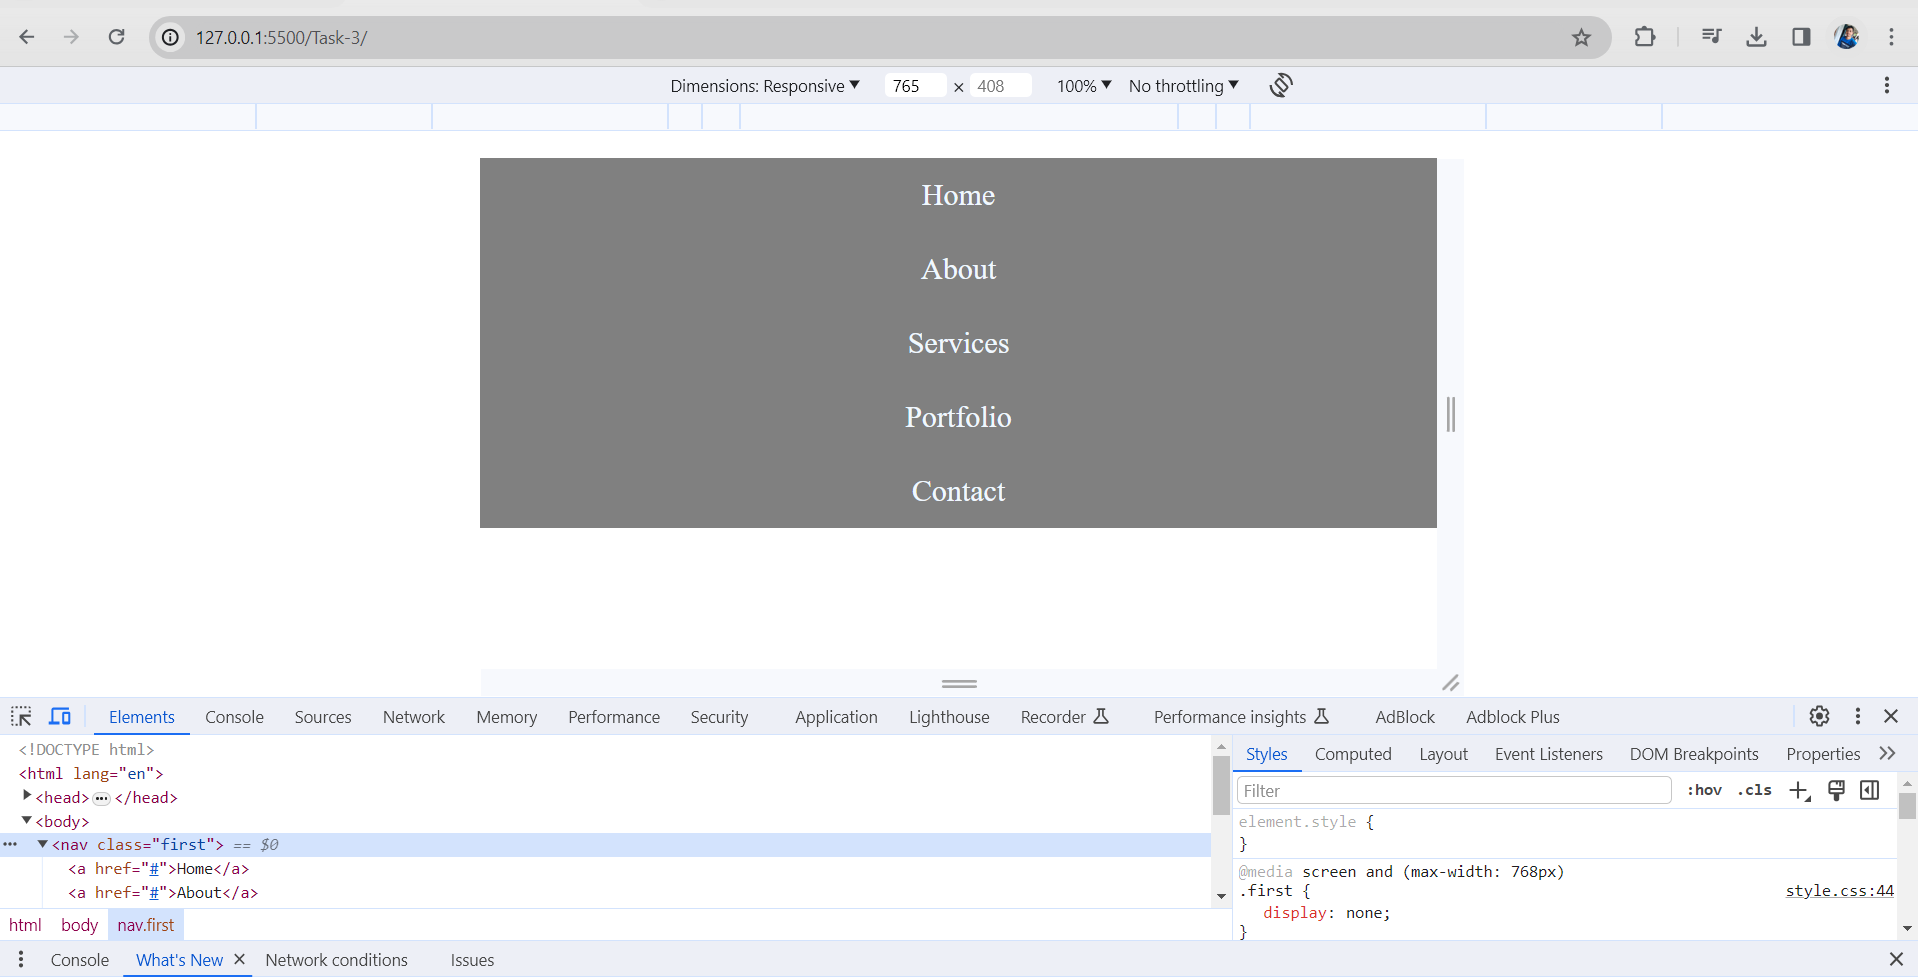 127.0.0.1:5500/Task-3/
Dimensions: Responsive ▼ 765 × 408 100% ▼ No throttling ▼
Home
About
Services
Portfolio
Contact
Elements Console Sources Network Memory Performance Security Application Lighthouse Recorder Performance insights AdBlock Adblock Plus
<!DOCTYPE html>
<html lang="en">
<head> ••• </head>
<body>
••• <nav class="first"> == $0
<a href="#">Home</a>
<a href="#">About</a>
html body nav.first
Styles Computed Layout Event Listeners DOM Breakpoints Properties »
Filter :hov .cls
element.style {
}
@media screen and (max-width: 768px)
.first { style.css:44
display: none;
}
Console What's New × Network conditions Issues